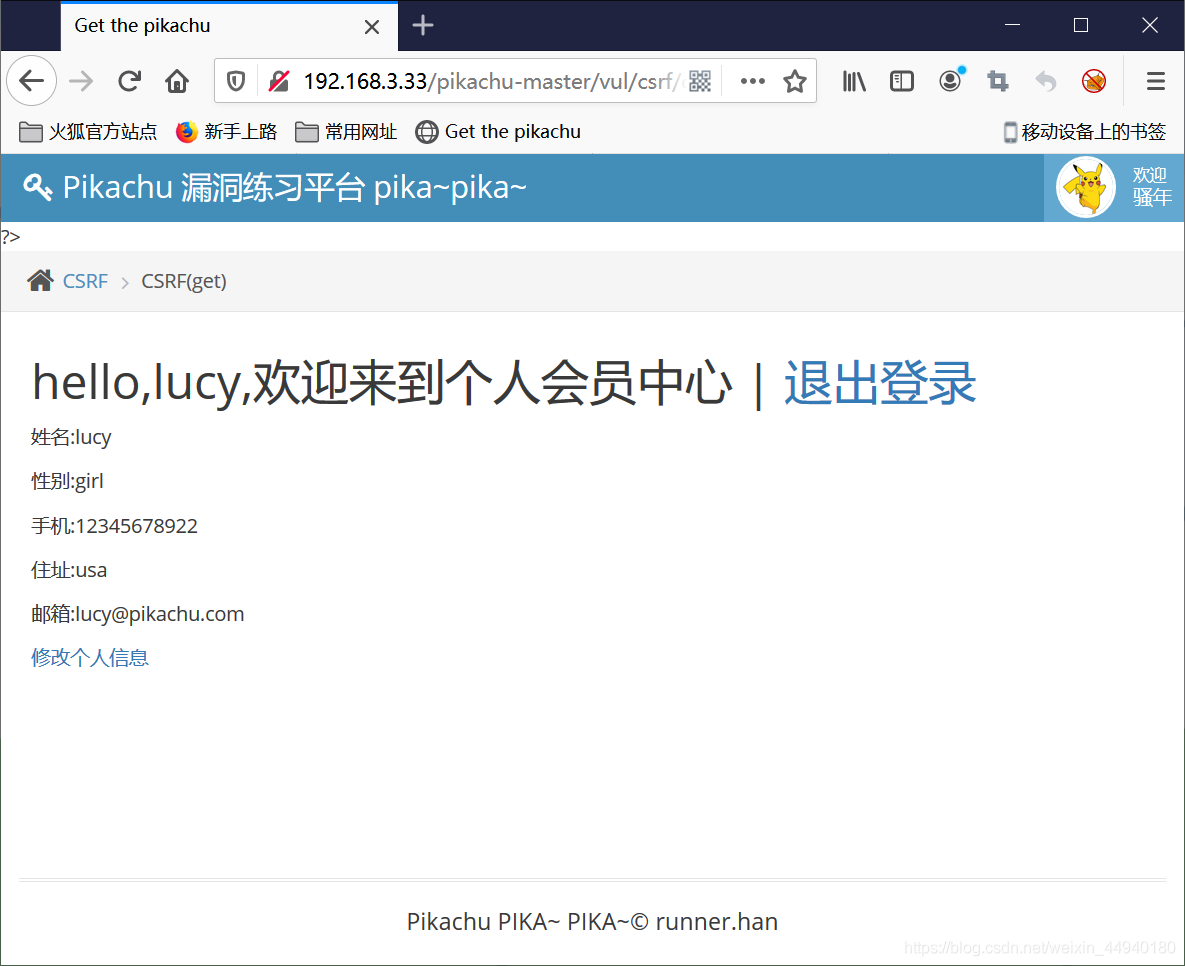 Get the pikachu
192.168.3.33/pikachu-master/vul/csrf/
火狐官方站点 新手上路 常用网址 Get the pikachu 移动设备上的书签
Pikachu 漏洞练习平台 pika~pika~
欢迎
骚年
?>
CSRF > CSRF(get)
hello,lucy,欢迎来到个人会员中心 | 退出登录
姓名:lucy
性别:girl
手机:12345678922
住址:usa
邮箱:lucy@pikachu.com
修改个人信息
Pikachu PIKA~ PIKA~© runner.han
https://blog.csdn.net/weixin_44940180